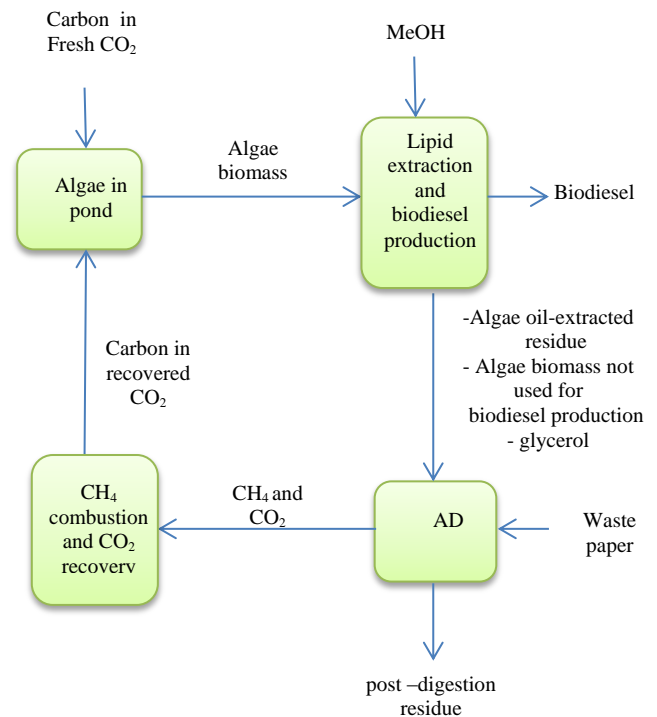 Carbon in
Fresh CO₂
MeOH
Algae in
pond
Algae
biomass
Lipid
extraction
and
biodiesel
production
Biodiesel
-Algae oil-extracted
residue
- Algae biomass not
used for
biodiesel production
- glycerol
Carbon in
recovered
CO₂
CH₄
combustion
and CO₂
recovery
CH₄ and
CO₂
AD
Waste
paper
post –digestion
residue